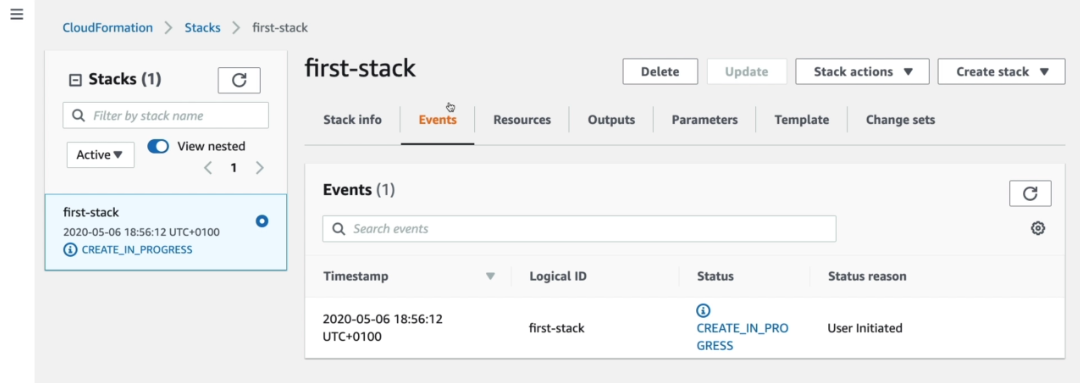 CloudFormation > Stacks > first-stack
Stacks (1)
Filter by stack name
Active
View nested
< 1 >
first-stack
2020-05-06 18:56:12 UTC+0100
CREATE_IN_PROGRESS
first-stack
Delete
Update
Stack actions
Create stack
Stack info
Events
Resources
Outputs
Parameters
Template
Change sets
Events (1)
Search events
Timestamp
Logical ID
Status
Status reason
2020-05-06 18:56:12
UTC+0100
first-stack
CREATE_IN_PRO
GRESS
User Initiated